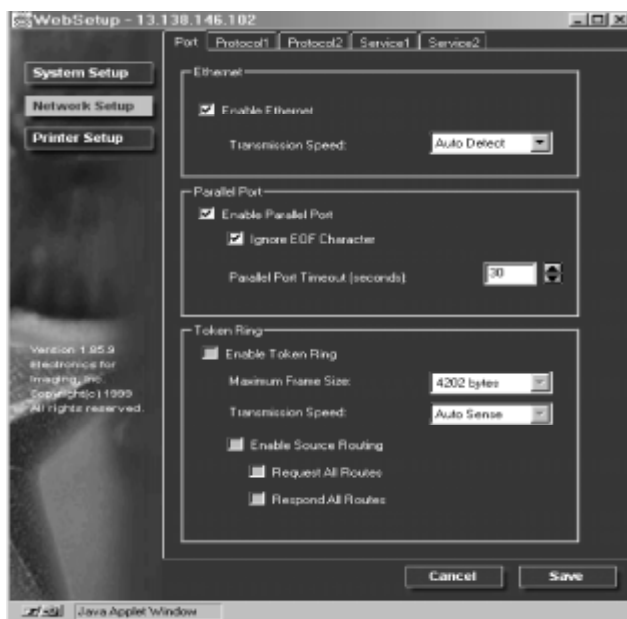 WebSetup - 13.138.146.102
Port Protocol1 Protocol2 Service1 Service2
System Setup
Network Setup
Printer Setup
Ethernet
Enable Ethernet
Transmission Speed: Auto Detect
Parallel Port
Enable Parallel Port
Ignore EOF Character
Parallel Port Timeout (seconds) 30
Token Ring
Enable Token Ring
Maximum Frame Size: 4202 bytes
Transmission Speed: Auto Sense
Enable Source Routing
Request All Routes
Respond All Routes
Version 1.85.9
Electronics for
Imaging, Inc.
Copyright(c) 1999
All rights reserved.
Cancel Save
Java Applet Window